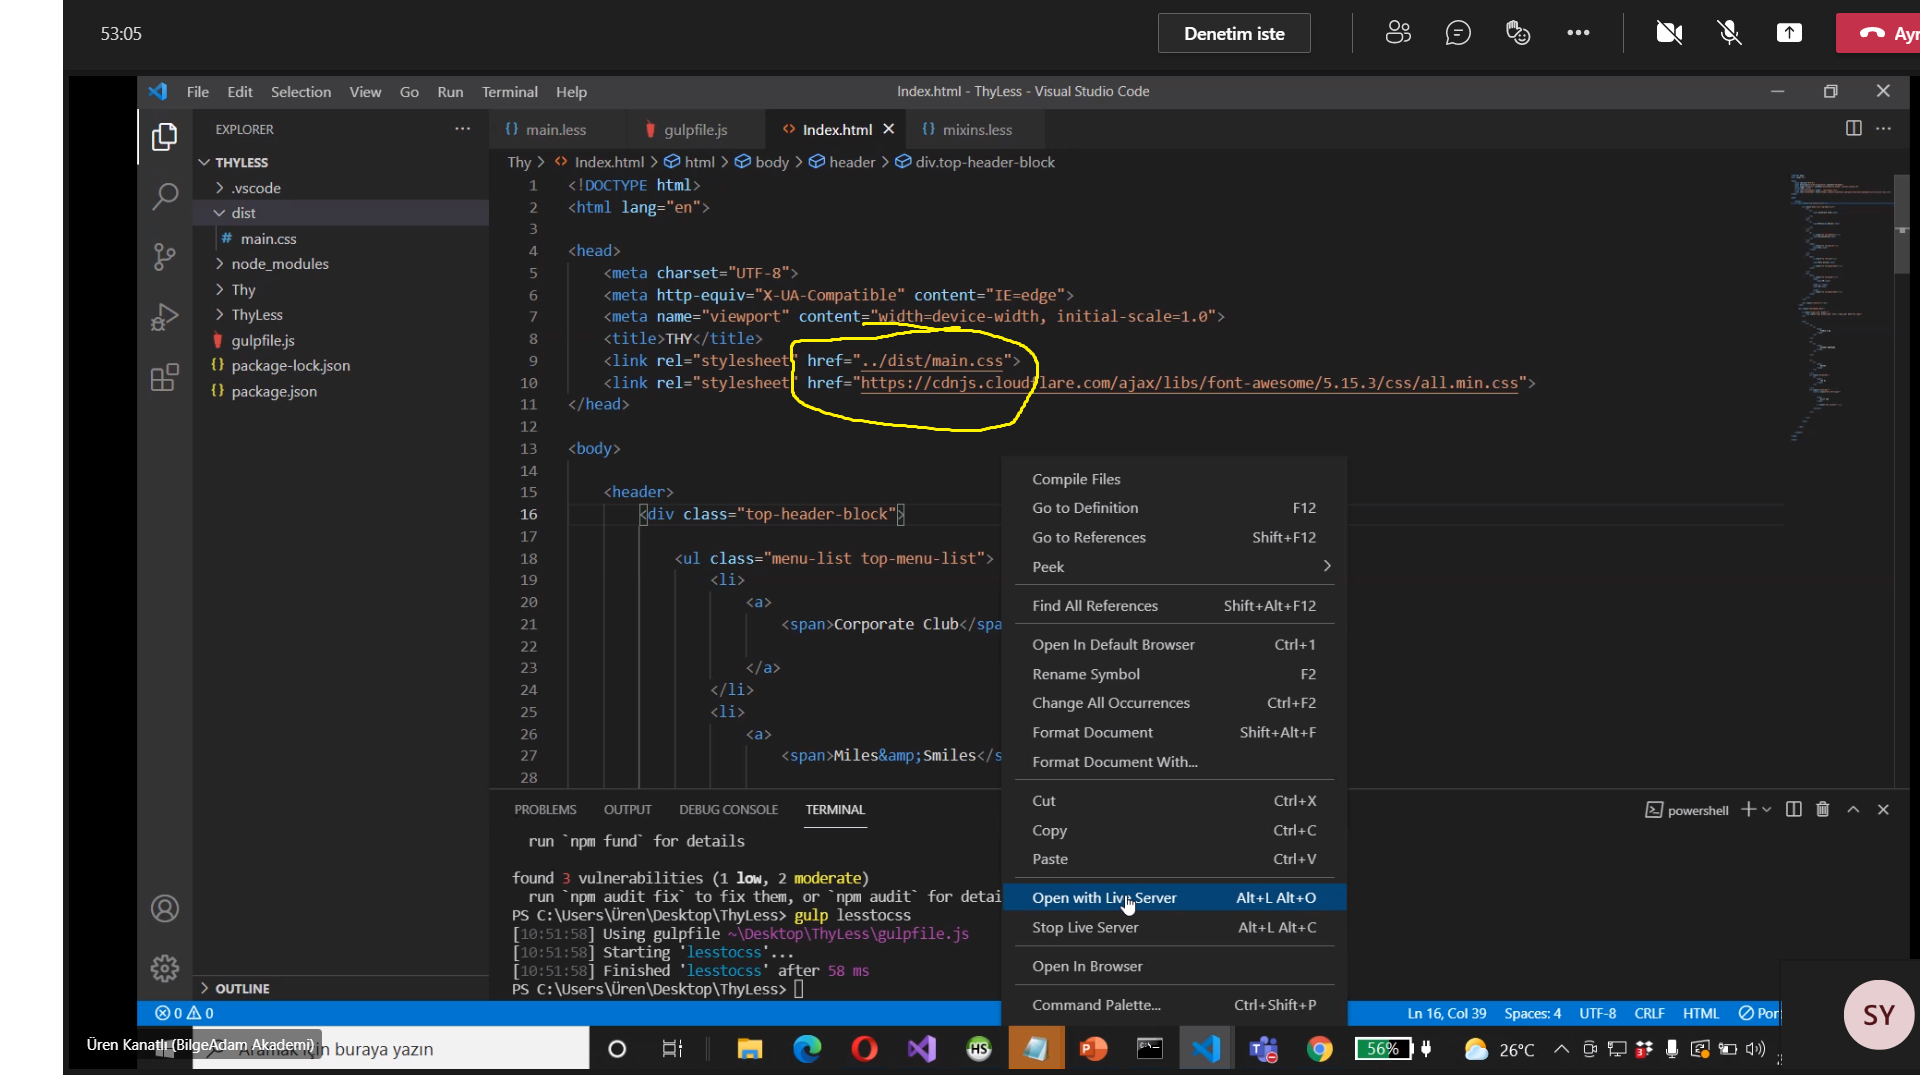 53:05
Denetim iste
Ayr
File Edit Selection View Go Run Terminal Help
Index.html - ThyLess - Visual Studio Code
EXPLORER
THYLESS
.vscode
dist
# main.css
node_modules
Thy
ThyLess
gulpfile.js
{} package-lock.json
{} package.json
OUTLINE
{} main.less
gulpfile.js
<> Index.html
{} mixins.less
Thy > <> Index.html > html > body > header > div.top-header-block
1 <!DOCTYPE html>
2 <html lang="en">
3
4 <head>
5 <meta charset="UTF-8">
6 <meta http-equiv="X-UA-Compatible" content="IE=edge">
7 <meta name="viewport" content="width=device-width, initial-scale=1.0">
8 <title>THY</title>
9 <link rel="stylesheet" href="../dist/main.css">
10 <link rel="stylesheet" href="https://cdnjs.cloudflare.com/ajax/libs/font-awesome/5.15.3/css/all.min.css">
11 </head>
12
13 <body>
14
15 <header>
16 <div class="top-header-block">
17
18 <ul class="menu-list top-menu-list">
19 <li>
20 <a>
21 <span>Corporate Club</spa
22
23 </a>
24 </li>
25 <li>
26 <a>
27 <span>Miles&amp;Smiles</s
28
Compile Files
Go to Definition F12
Go to References Shift+F12
Peek
Find All References Shift+Alt+F12
Open In Default Browser Ctrl+1
Rename Symbol F2
Change All Occurrences Ctrl+F2
Format Document Shift+Alt+F
Format Document With...
Cut Ctrl+X
Copy Ctrl+C
Paste Ctrl+V
Open with Live Server Alt+L Alt+O
Stop Live Server Alt+L Alt+C
Open In Browser
Command Palette... Ctrl+Shift+P
PROBLEMS OUTPUT DEBUG CONSOLE TERMINAL
powershell
run `npm fund` for details
found 3 vulnerabilities (1 low, 2 moderate)
run `npm audit fix` to fix them, or `npm audit` for detai
PS C:\Users\Üren\Desktop\ThyLess> gulp lesstocss
[10:51:58] Using gulpfile ~\Desktop\ThyLess\gulpfile.js
[10:51:58] Starting 'lesstocss'...
[10:51:58] Finished 'lesstocss' after 58 ms
PS C:\Users\Üren\Desktop\ThyLess>
0 0
Ln 16, Col 39 Spaces: 4 UTF-8 CRLF HTML Por
SY
Üren Kanatlı (BilgeAdam Akademi)
Aramak için buraya yazın
HS
56%
26°C